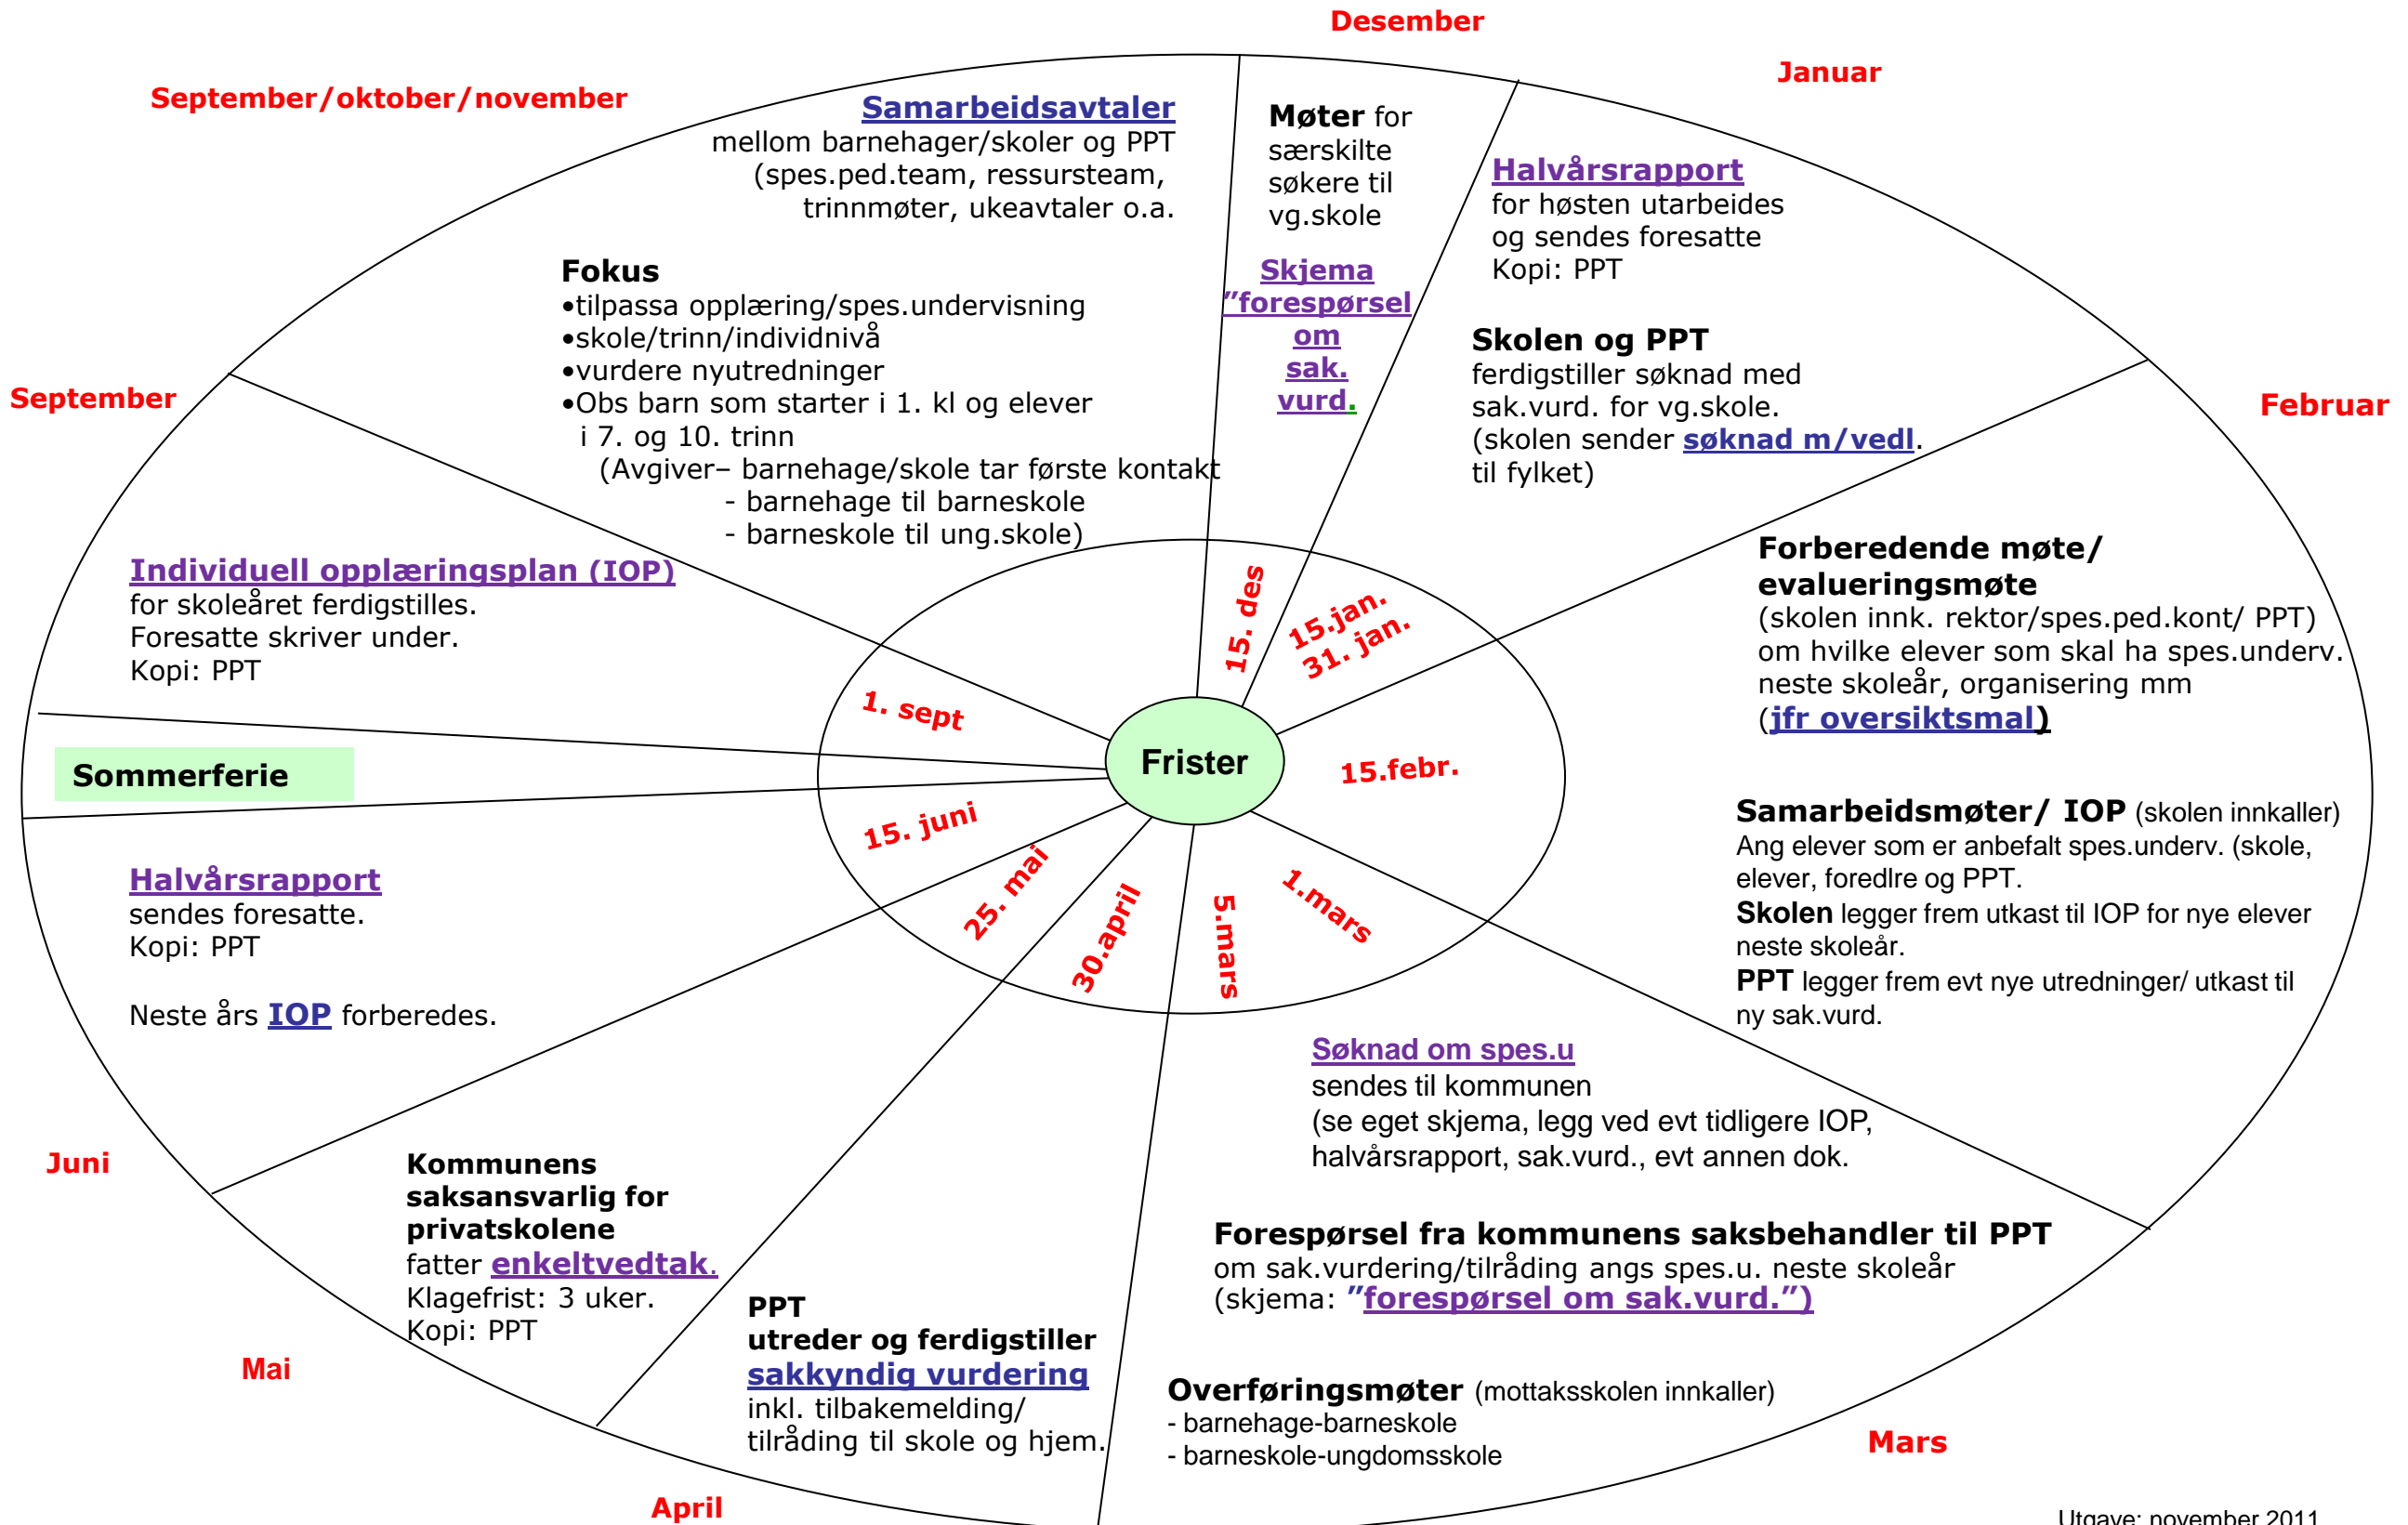 Desember
Januar
September/oktober/november
Samarbeidsavtaler
mellom barnehager/skoler og PPT
(spes.ped.team, ressursteam,
trinnmøter, ukeavtaler o.a.
Møter for
særskilte
søkere til
vg.skole
Skjema
”forespørsel
om
sak.
vurd.
Halvårsrapport
for høsten utarbeides
og sendes foresatte
Kopi: PPT
Skolen og PPT
ferdigstiller søknad med
sak.vurd. for vg.skole.
(skolen sender søknad m/vedl.
til fylket)
Fokus
•tilpassa opplæring/spes.undervisning
•skole/trinn/individnivå
•vurdere nyutredninger
•Obs barn som starter i 1. kl og elever
i 7. og 10. trinn
(Avgiver– barnehage/skole tar første kontakt
- barnehage til barneskole
- barneskole til ung.skole)
September
Februar
Individuell opplæringsplan (IOP)
for skoleåret ferdigstilles.
Foresatte skriver under.
Kopi: PPT
Forberedende møte/
evalueringsmøte
(skolen innk. rektor/spes.ped.kont/ PPT)
om hvilke elever som skal ha spes.underv.
neste skoleår, organisering mm
(jfr oversiktsmal)
15. des
15.jan.
31. jan.
1. sept
Frister
15.febr.
Sommerferie
15. juni
25. mai
30.april
5.mars
1.mars
Samarbeidsmøter/ IOP (skolen innkaller)
Ang elever som er anbefalt spes.underv. (skole,
elever, foredlre og PPT.
Skolen legger frem utkast til IOP for nye elever
neste skoleår.
PPT legger frem evt nye utredninger/ utkast til
ny sak.vurd.
Halvårsrapport
sendes foresatte.
Kopi: PPT
Neste års IOP forberedes.
Søknad om spes.u
sendes til kommunen
(se eget skjema, legg ved evt tidligere IOP,
halvårsrapport, sak.vurd., evt annen dok.
Juni
Kommunens
saksansvarlig for
privatskolene
fatter enkeltvedtak.
Klagefrist: 3 uker.
Kopi: PPT
Forespørsel fra kommunens saksbehandler til PPT
om sak.vurdering/tilråding angs spes.u. neste skoleår
(skjema: ”forespørsel om sak.vurd.”)
PPT
utreder og ferdigstiller
sakkyndig vurdering
inkl. tilbakemelding/
tilråding til skole og hjem.
Mai
Overføringsmøter (mottaksskolen innkaller)
- barnehage-barneskole
- barneskole-ungdomsskole
Mars
April
Utgave: november 2011